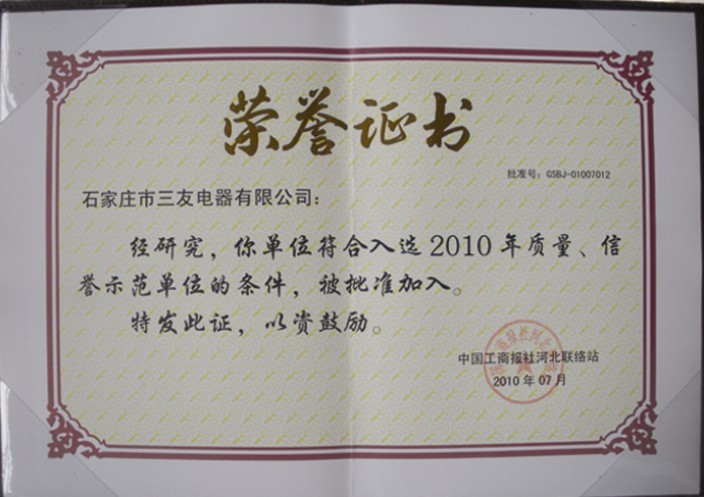 荣誉证书
批准号：GSBJ-01007012
石家庄市三友电器有限公司：
经研究，你单位符合入选2010年质量、信
誉示范单位的条件，被批准加入。
特发此证，以资鼓励。
中国工商报社河北联络站
2010年07月